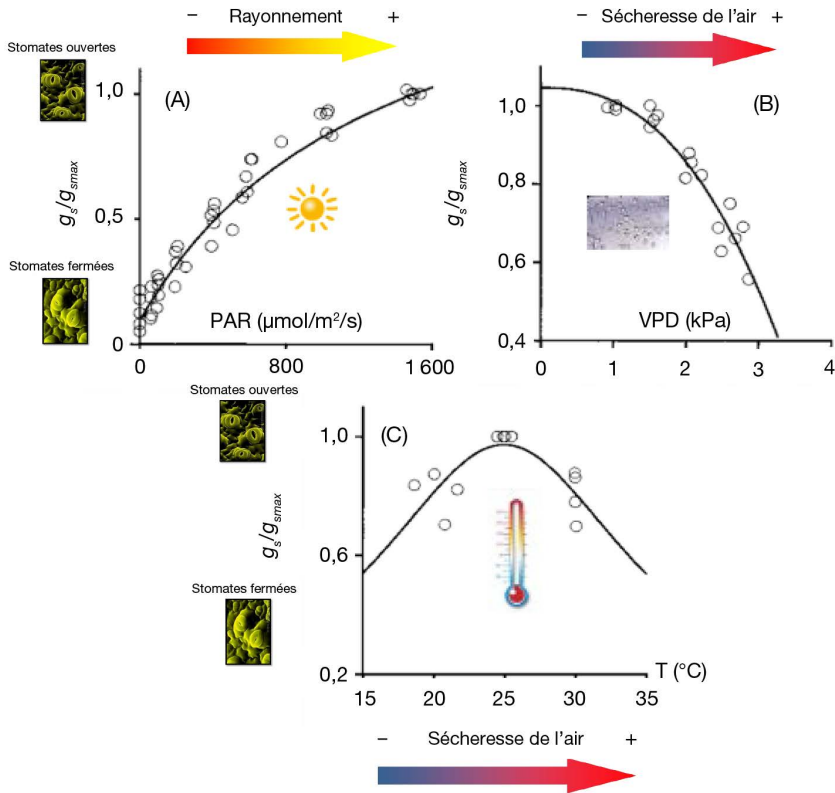 − Rayonnement +
Stomates ouvertes
1,0
(A)
gs/gsmax
0,5
Stomates fermées
PAR (μmol/m²/s)
0
0 800 1 600
− Sécheresse de l'air +
1,0
(B)
gs/gsmax
0,8
0,6
VPD (kPa)
0,4
0 1 2 3 4
Stomates ouvertes
1,0
(C)
gs/gsmax
0,6
Stomates fermées
0,2
T (°C)
15 20 25 30 35
− Sécheresse de l'air +